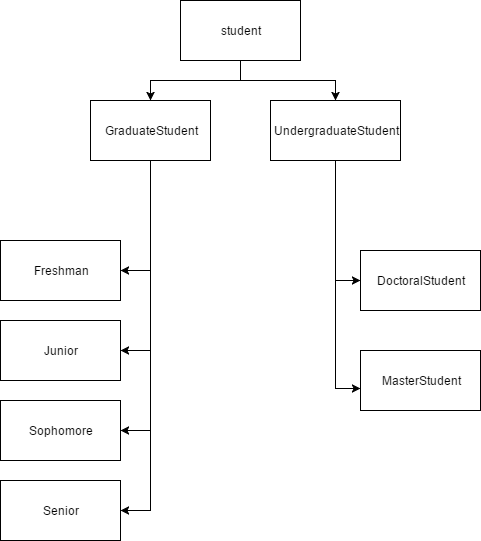 student
GraduateStudent
UndergraduateStudent
Freshman
DoctoralStudent
Junior
MasterStudent
Sophomore
Senior